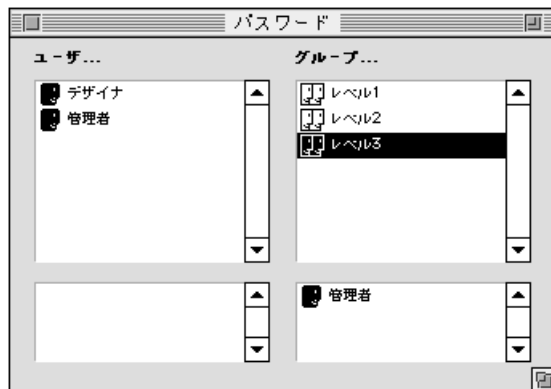 パスワード
ユーザ...
デザイナ
管理者
グループ...
レベル1
レベル2
レベル3
管理者